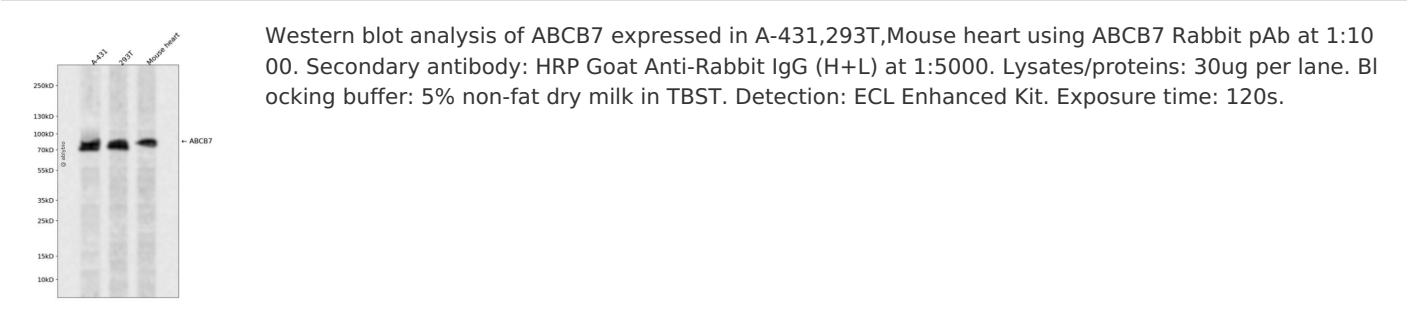 A-431
293T
Mouse heart
250kD
130kD
100kD
70kD
55kD
35kD
25kD
15kD
10kD
← ABCB7
Western blot analysis of ABCB7 expressed in A-431,293T,Mouse heart using ABCB7 Rabbit pAb at 1:10
00. Secondary antibody: HRP Goat Anti-Rabbit IgG (H+L) at 1:5000. Lysates/proteins: 30ug per lane. Bl
ocking buffer: 5% non-fat dry milk in TBST. Detection: ECL Enhanced Kit. Exposure time: 120s.